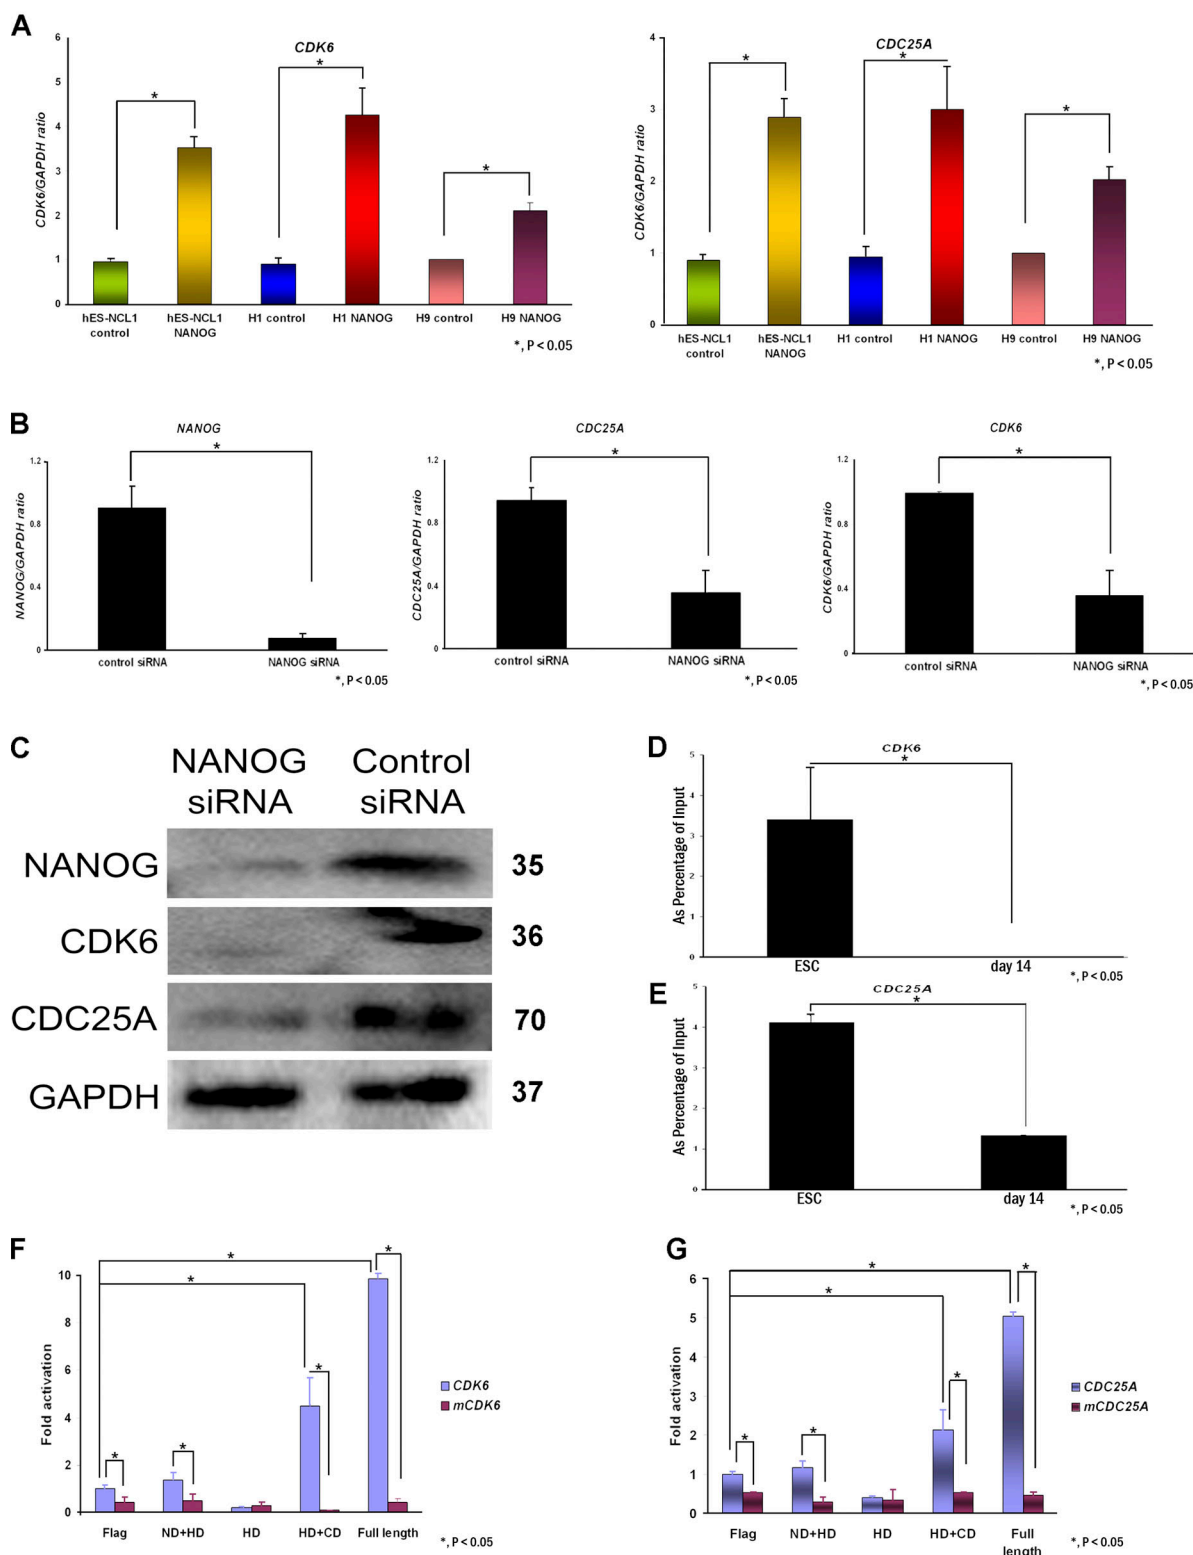 A
CDK6
CDK6/GAPDH ratio
6
5
4
3
2
1
0
hES-NCL1 control
hES-NCL1 NANOG
H1 control
H1 NANOG
H9 control
H9 NANOG
*
*
*
*, P < 0.05
CDC25A
CDK6/GAPDH ratio
4
3
2
1
0
hES-NCL1 control
hES-NCL1 NANOG
H1 control
H1 NANOG
H9 control
H9 NANOG
*
*
*
*, P < 0.05
B
NANOG
NANOG/GAPDH ratio
1.2
0.8
0.4
0
*
control siRNA
NANOG siRNA
*, P < 0.05
CDC25A
CDC25A/GAPDH ratio
1.2
0.8
0.4
0
*
control siRNA
NANOG siRNA
*, P < 0.05
CDK6
CDK6/GAPDH ratio
1.2
0.8
0.4
0
*
control siRNA
NANOG siRNA
*, P < 0.05
C
NANOG siRNA
Control siRNA
NANOG
35
CDK6
36
CDC25A
70
GAPDH
37
D
CDK6
*
As Percentage of Input
5
4
3
2
1
0
ESC
day 14
*, P < 0.05
E
CDC25A
*
As Percentage of Input
5
4
3
2
1
0
ESC
day 14
*, P < 0.05
F
Fold activation
10
8
6
4
2
0
*
*
*
*
*
*
Flag
ND+HD
HD
HD+CD
Full length
CDK6
mCDK6
*, P < 0.05
G
Fold activation
6
5
4
3
2
1
0
*
*
*
*
*
*
Flag
ND+HD
HD
HD+CD
Full length
CDC25A
mCDC25A
*, P < 0.05